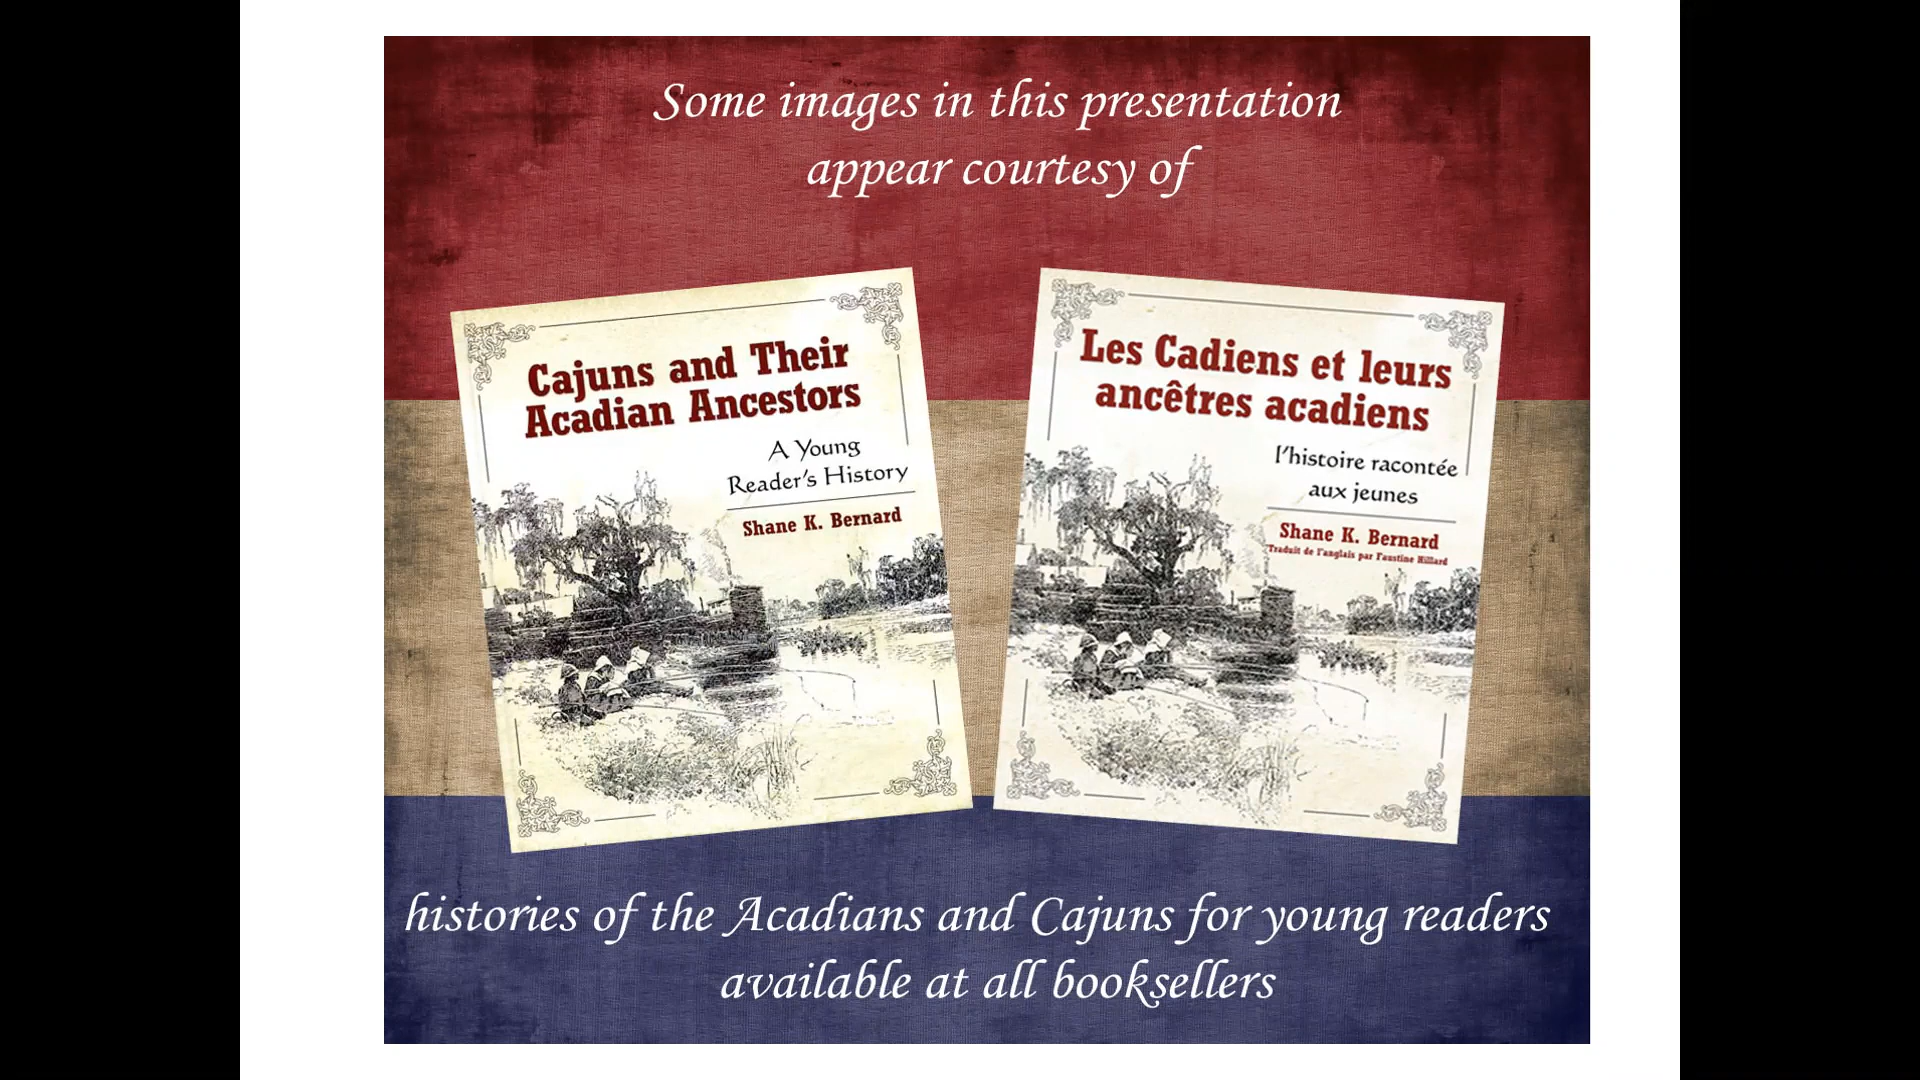 Some images in this presentation
appear courtesy of
Cajuns and Their
Acadian Ancestors
A Young
Reader's History
Shane K. Bernard
Les Cadiens et leurs
ancêtres acadiens
l'histoire racontée
aux jeunes
Shane K. Bernard
Traduit de l'anglais par Faustine Hillard
histories of the Acadians and Cajuns for young readers
available at all booksellers